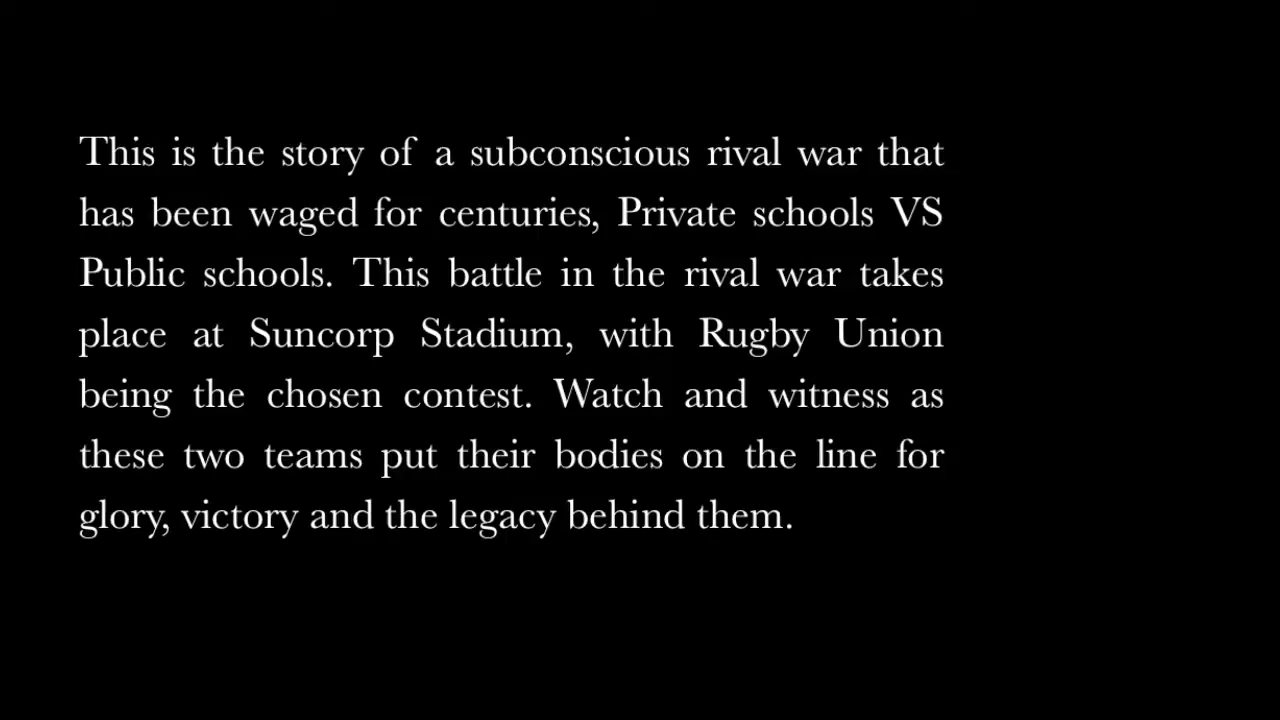 This is the story of a subconscious rival war that
has been waged for centuries, Private schools VS
Public schools. This battle in the rival war takes
place at Suncorp Stadium, with Rugby Union
being the chosen contest. Watch and witness as
these two teams put their bodies on the line for
glory, victory and the legacy behind them.